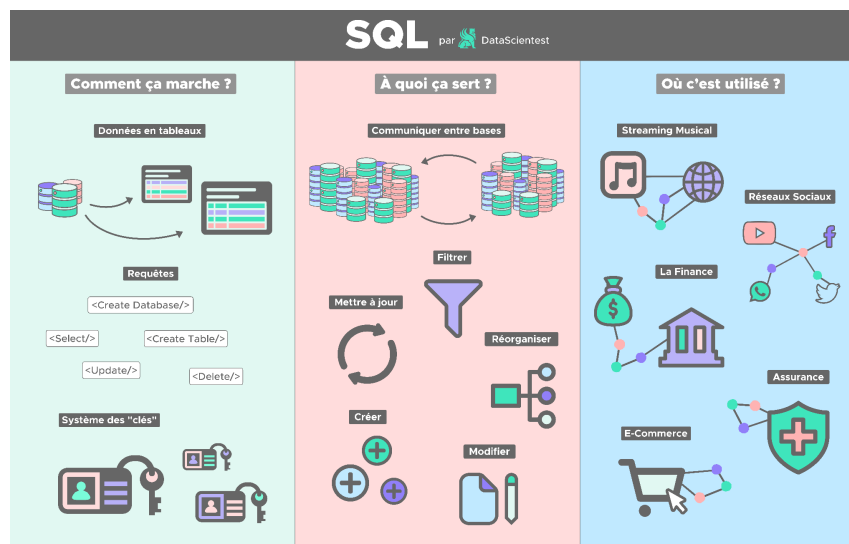 SQL par DataScientest
Comment ça marche ?
Données en tableaux
Requêtes
<Create Database/>
<Select/>
<Create Table/>
<Update/>
<Delete/>
Système des "clés"
À quoi ça sert ?
Communiquer entre bases
Filtrer
Mettre à jour
Réorganiser
Créer
Modifier
Où c'est utilisé ?
Streaming Musical
Réseaux Sociaux
La Finance
Assurance
E-Commerce